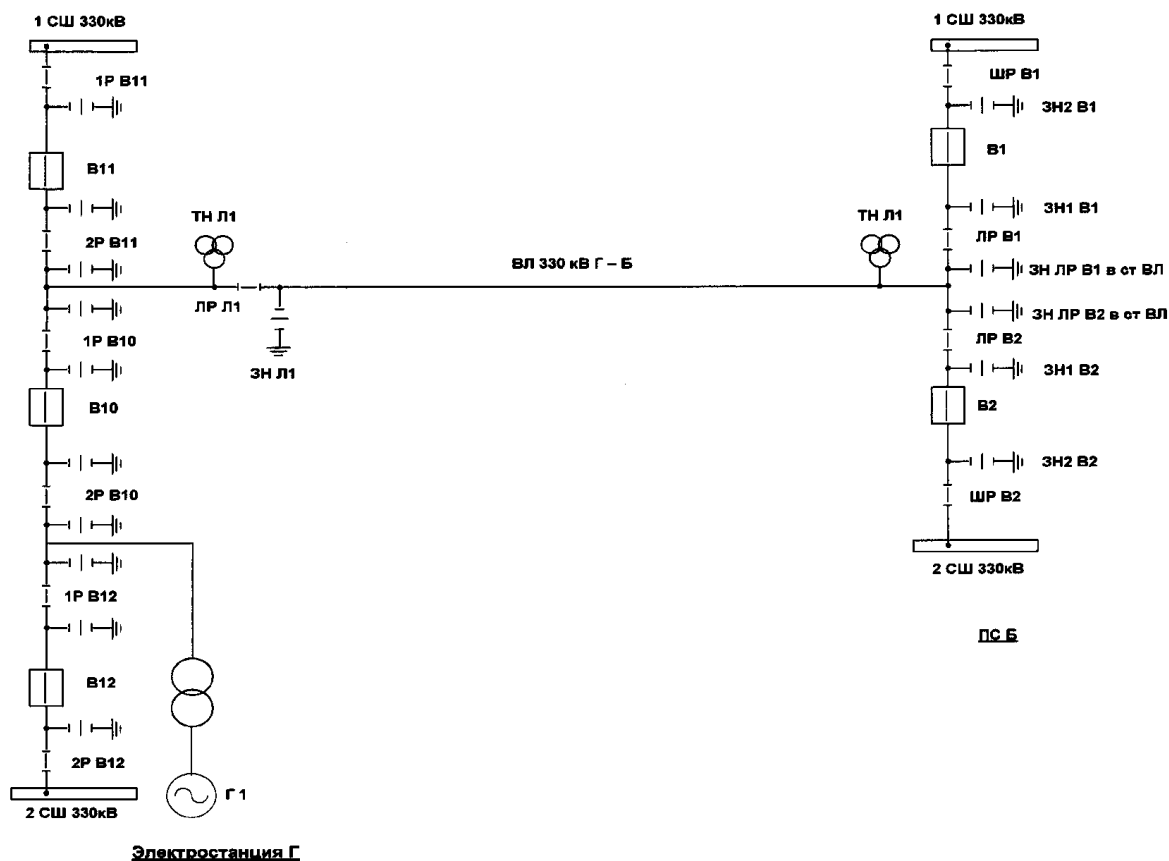 1 СШ 330кВ
1Р В11
В11
2Р В11
ТН Л1
ЛР Л1
ЗН Л1
1Р В10
В10
2Р В10
1Р В12
В12
2Р В12
2 СШ 330кВ
Г 1
Электростанция Г
ВЛ 330 кВ Г – Б
ТН Л1
1 СШ 330кВ
ШР В1
ЗН2 В1
В1
ЗН1 В1
ЛР В1
ЗН ЛР В1 в ст ВЛ
ЗН ЛР В2 в ст ВЛ
ЛР В2
ЗН1 В2
В2
ЗН2 В2
ШР В2
2 СШ 330кВ
ПС Б